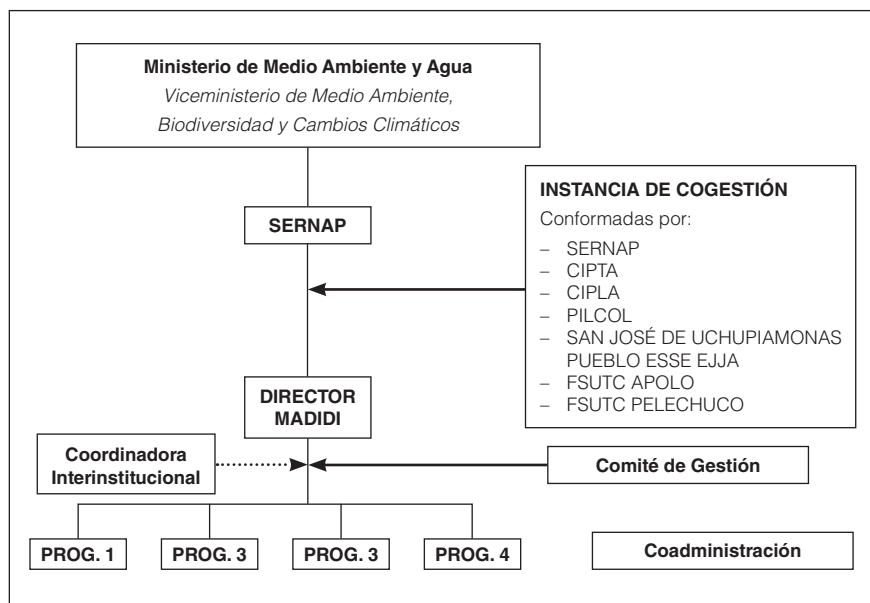 Ministerio de Medio Ambiente y Agua
Viceministerio de Medio Ambiente,
Biodiversidad y Cambios Climáticos
SERNAP
INSTANCIA DE COGESTIÓN
Conformadas por:
– SERNAP
– CIPTA
– CIPLA
– PILCOL
– SAN JOSÉ DE UCHUPIAMONAS
PUEBLO ESSE EJJA
– FSUTC APOLO
– FSUTC PELECHUCO
DIRECTOR
MADIDI
Coordinadora
Interinstitucional
Comité de Gestión
PROG. 1
PROG. 3
PROG. 3
PROG. 4
Coadministración